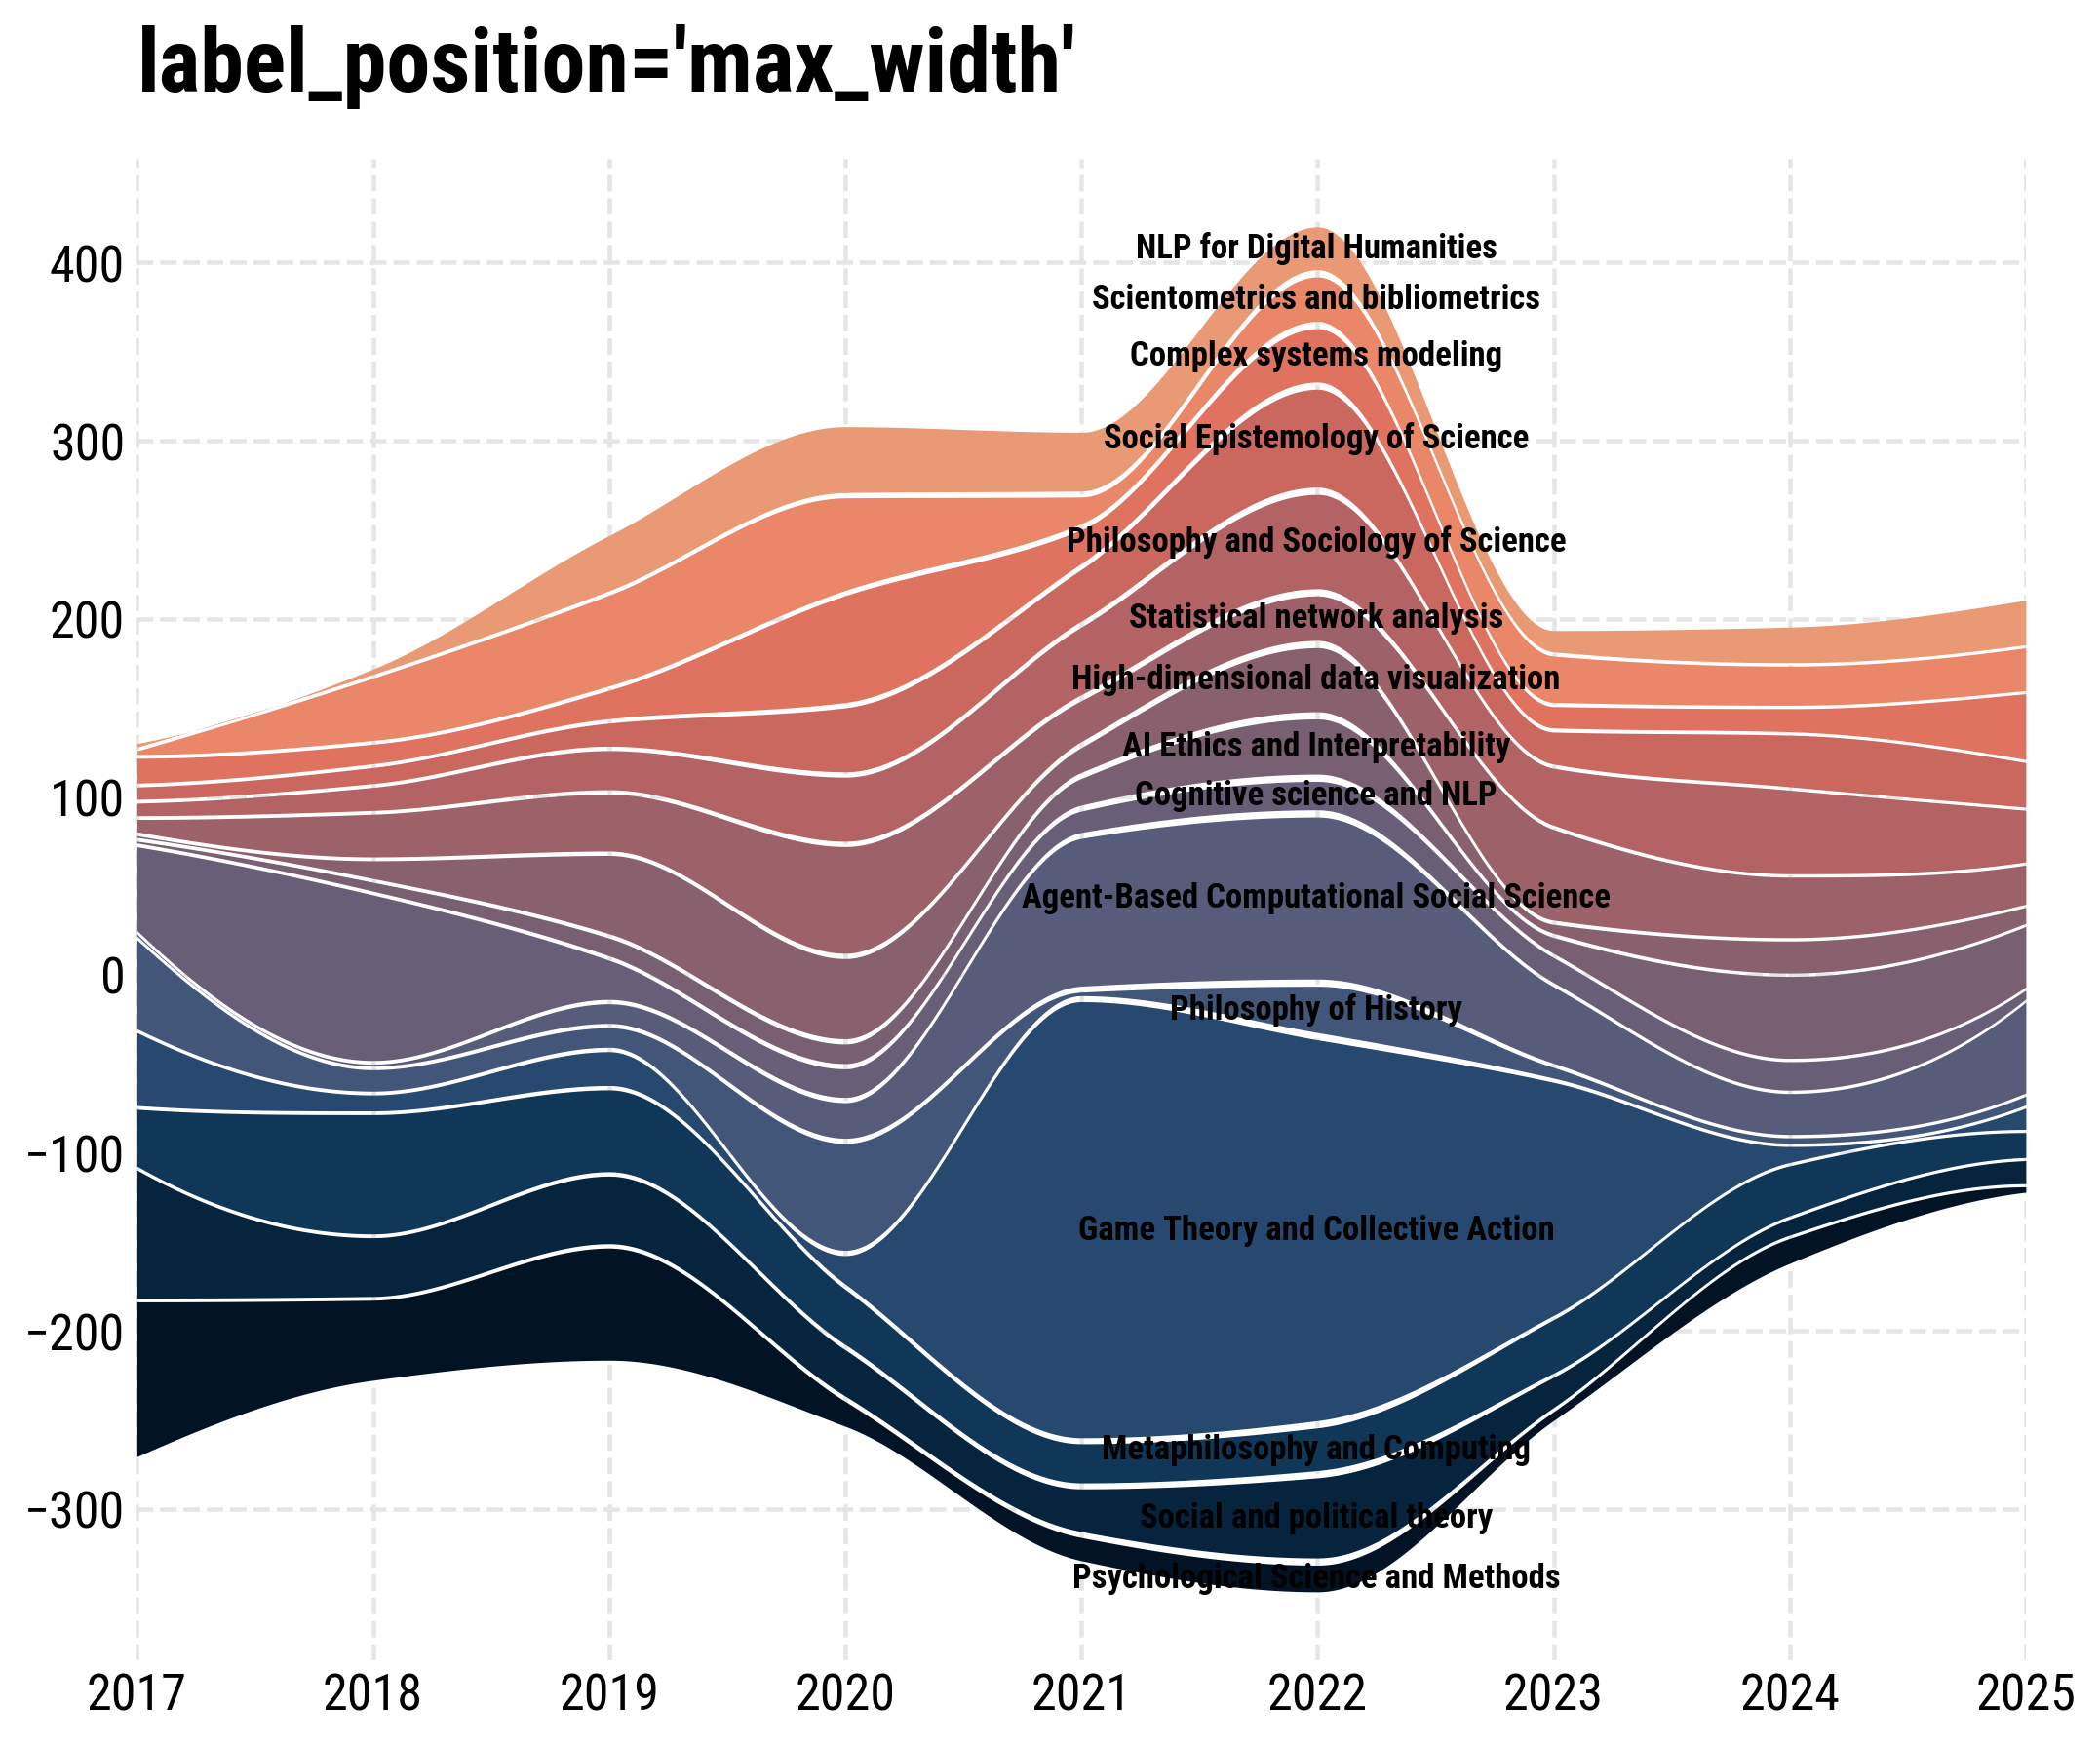 label_position='max_width'
400
300
200
100
0
−100
−200
−300
NLP for Digital Humanities
Scientometrics and bibliometrics
Complex systems modeling
Social Epistemology of Science
Philosophy and Sociology of Science
Statistical network analysis
High-dimensional data visualization
AI Ethics and Interpretability
Cognitive science and NLP
Agent-Based Computational Social Science
Philosophy of History
Game Theory and Collective Action
Metaphilosophy and Computing
Social and political theory
Psychological Science and Methods
2017 2018 2019 2020 2021 2022 2023 2024 2025